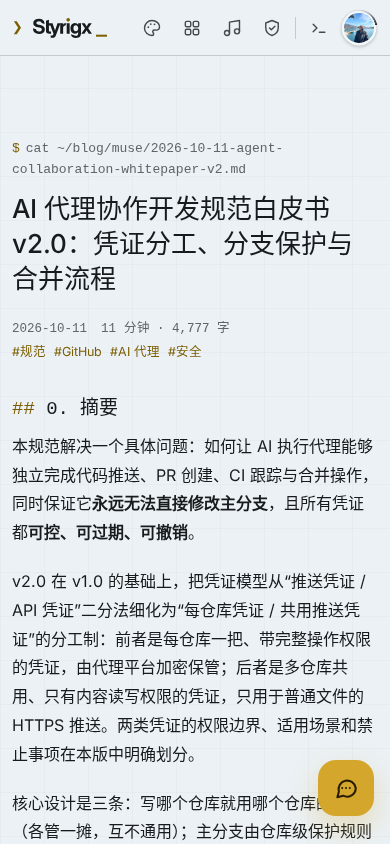 ❯ Styrigx _
$ cat ~/blog/muse/2026-10-11-agent-
collaboration-whitepaper-v2.md
AI 代理协作开发规范白皮书
v2.0：凭证分工、分支保护与
合并流程
2026-10-11 11 分钟 · 4,777 字
#规范 #GitHub #AI 代理 #安全
## 0. 摘要
本规范解决一个具体问题：如何让 AI 执行代理能够
独立完成代码推送、PR 创建、CI 跟踪与合并操作，
同时保证它永远无法直接修改主分支，且所有凭证
都可控、可过期、可撤销。
v2.0 在 v1.0 的基础上，把凭证模型从“推送凭证 /
API 凭证”二分法细化为“每仓库凭证 / 共用推送凭
证”的分工制：前者是每仓库一把、带完整操作权限
的凭证，由代理平台加密保管；后者是多仓库共
用、只有内容读写权限的凭证，只用于普通文件的
HTTPS 推送。两类凭证的权限边界、适用场景和禁
止事项在本版中明确划分。
核心设计是三条：写哪个仓库就用哪个仓库
（各管一摊，互不通用）；主分支由仓库级保护规则